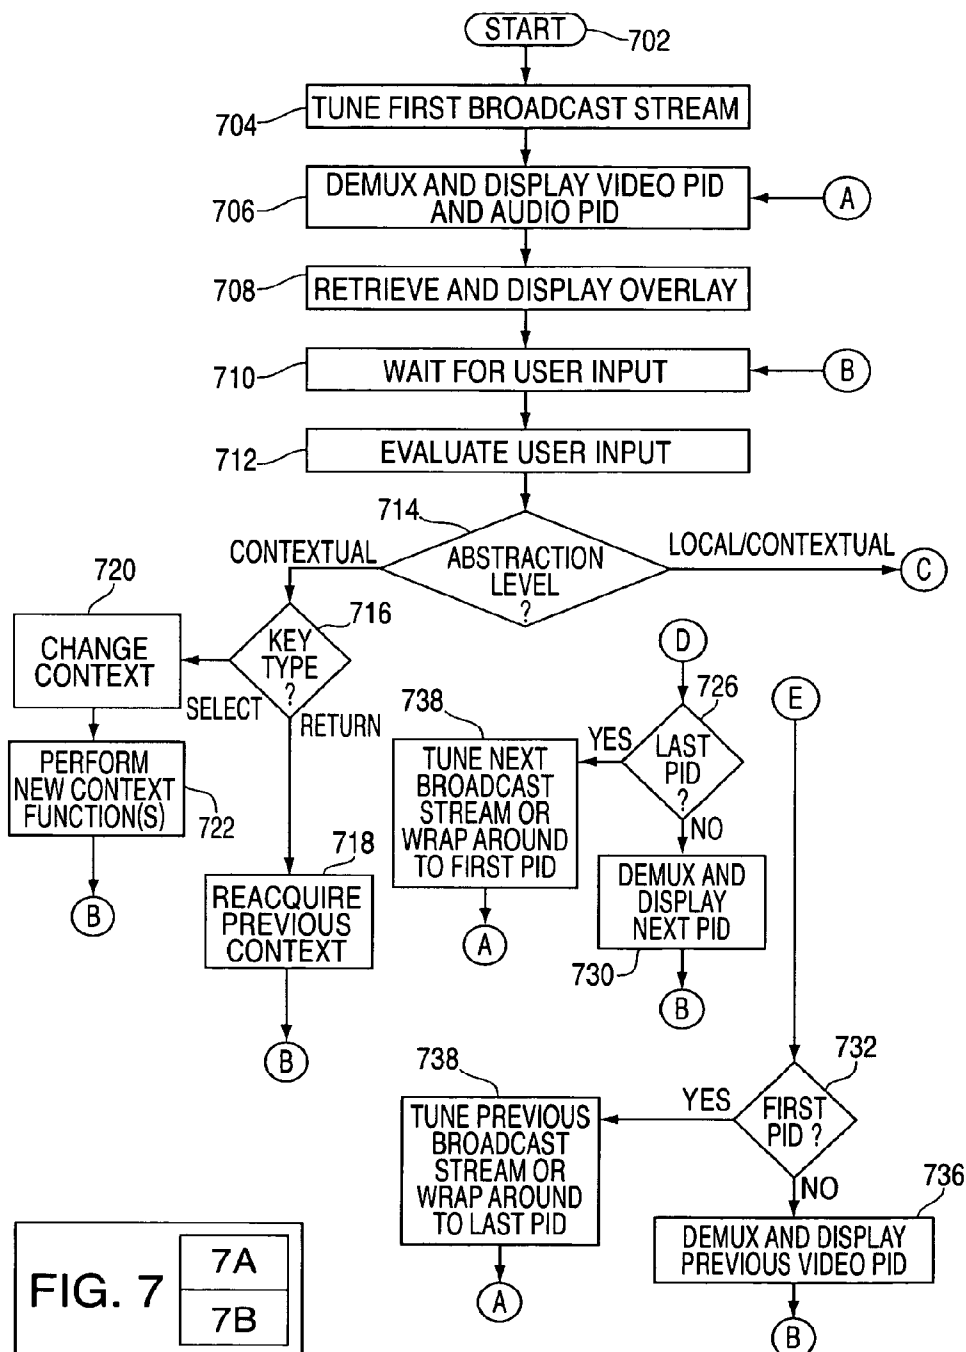 START
702
TUNE FIRST BROADCAST STREAM
704
DEMUX AND DISPLAY VIDEO PID
AND AUDIO PID
706
A
RETRIEVE AND DISPLAY OVERLAY
708
WAIT FOR USER INPUT
710
B
EVALUATE USER INPUT
712
714
ABSTRACTION
LEVEL
?
CONTEXTUAL
LOCAL/CONTEXTUAL
C
720
CHANGE
CONTEXT
716
KEY
TYPE
?
SELECT
RETURN
PERFORM
NEW CONTEXT
FUNCTION(S)
722
B
718
REACQUIRE
PREVIOUS
CONTEXT
B
D
726
LAST
PID
?
YES
NO
738
TUNE NEXT
BROADCAST
STREAM OR
WRAP AROUND
TO FIRST PID
A
DEMUX AND
DISPLAY
NEXT PID
730
B
E
732
FIRST
PID ?
YES
NO
738
TUNE PREVIOUS
BROADCAST
STREAM OR
WRAP AROUND
TO LAST PID
A
736
DEMUX AND DISPLAY
PREVIOUS VIDEO PID
B
FIG. 7
7A
7B